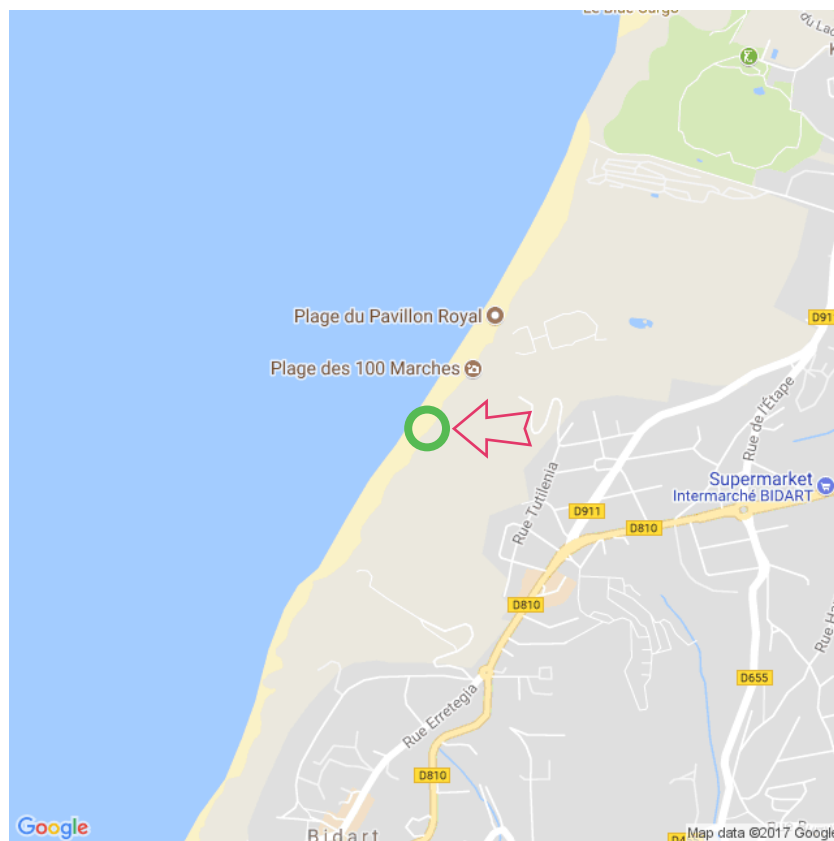 Plage du Pavillon Royal
D91
Plage des 100 Marches
Rue de l'Étape
Supermarket
Intermarché BIDART
Rue Tutilenia
D911
D810
D810
D655
Rue Erretegia
D810
Bidart
Google
Map data ©2017 Google